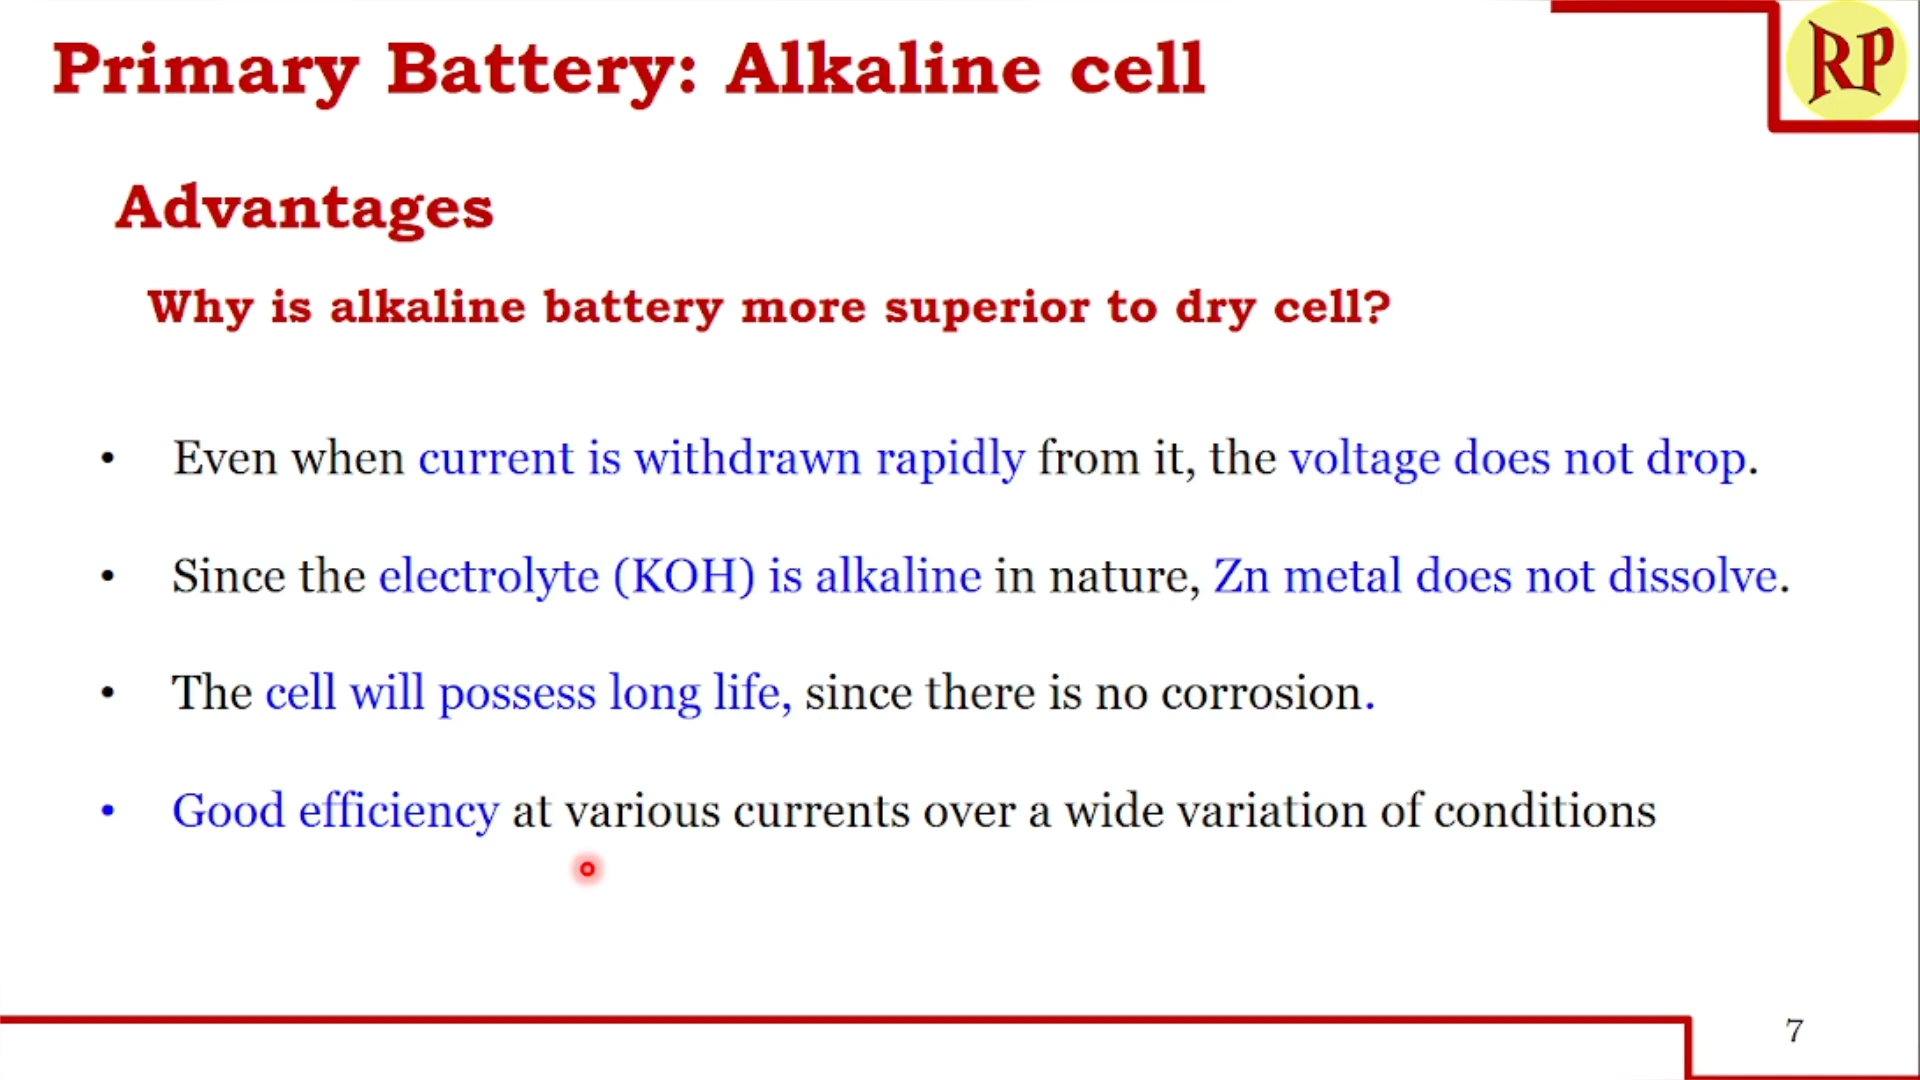 Primary Battery: Alkaline cell
RP
Advantages
Why is alkaline battery more superior to dry cell?
• Even when current is withdrawn rapidly from it, the voltage does not drop.
• Since the electrolyte (KOH) is alkaline in nature, Zn metal does not dissolve.
• The cell will possess long life, since there is no corrosion.
• Good efficiency at various currents over a wide variation of conditions
7